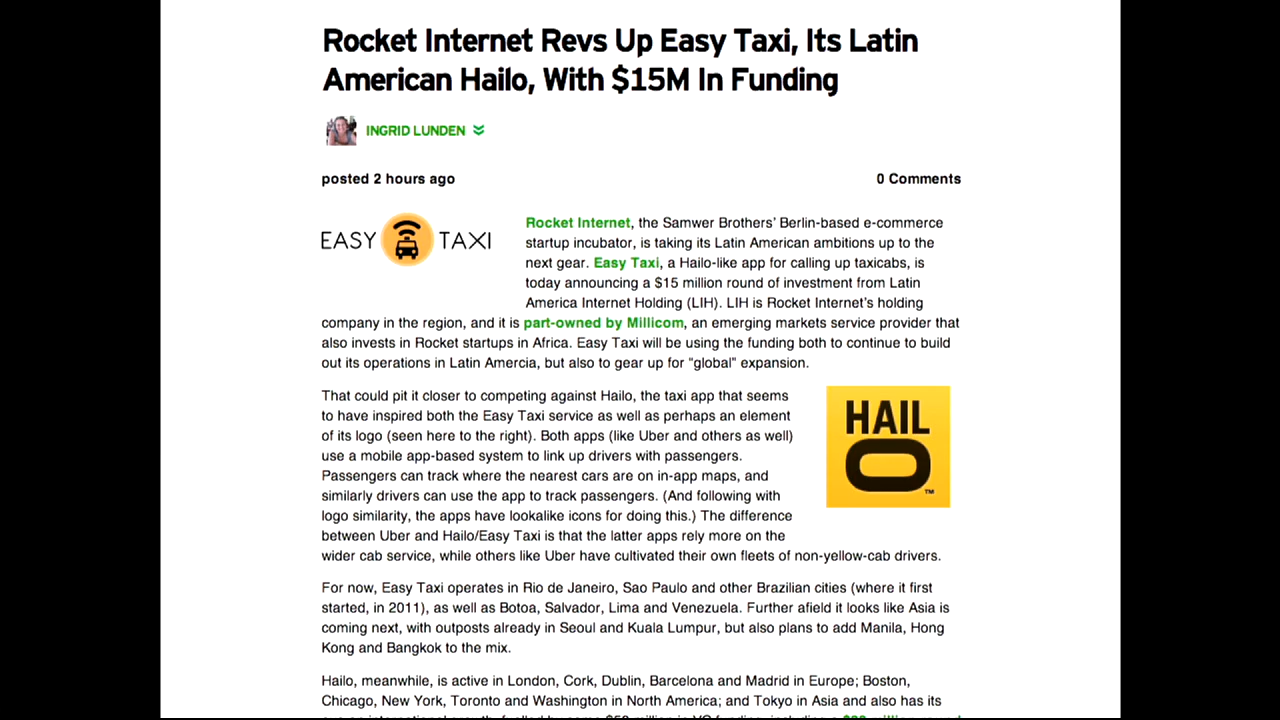 Rocket Internet Revs Up Easy Taxi, Its Latin
American Hailo, With $15M In Funding
INGRID LUNDEN
posted 2 hours ago 0 Comments
EASY TAXI
Rocket Internet, the Samwer Brothers' Berlin-based e-commerce
startup incubator, is taking its Latin American ambitions up to the
next gear. Easy Taxi, a Hailo-like app for calling up taxicabs, is
today announcing a $15 million round of investment from Latin
America Internet Holding (LIH). LIH is Rocket Internet's holding
company in the region, and it is part-owned by Millicom, an emerging markets service provider that
also invests in Rocket startups in Africa. Easy Taxi will be using the funding both to continue to build
out its operations in Latin Amercia, but also to gear up for "global" expansion.
That could pit it closer to competing against Hailo, the taxi app that seems
to have inspired both the Easy Taxi service as well as perhaps an element
of its logo (seen here to the right). Both apps (like Uber and others as well)
use a mobile app-based system to link up drivers with passengers.
Passengers can track where the nearest cars are on in-app maps, and
similarly drivers can use the app to track passengers. (And following with
logo similarity, the apps have lookalike icons for doing this.) The difference
between Uber and Hailo/Easy Taxi is that the latter apps rely more on the
wider cab service, while others like Uber have cultivated their own fleets of non-yellow-cab drivers.
HAIL
O™
For now, Easy Taxi operates in Rio de Janeiro, Sao Paulo and other Brazilian cities (where it first
started, in 2011), as well as Botoa, Salvador, Lima and Venezuela. Further afield it looks like Asia is
coming next, with outposts already in Seoul and Kuala Lumpur, but also plans to add Manila, Hong
Kong and Bangkok to the mix.
Hailo, meanwhile, is active in London, Cork, Dublin, Barcelona and Madrid in Europe; Boston,
Chicago, New York, Toronto and Washington in North America; and Tokyo in Asia and also has its